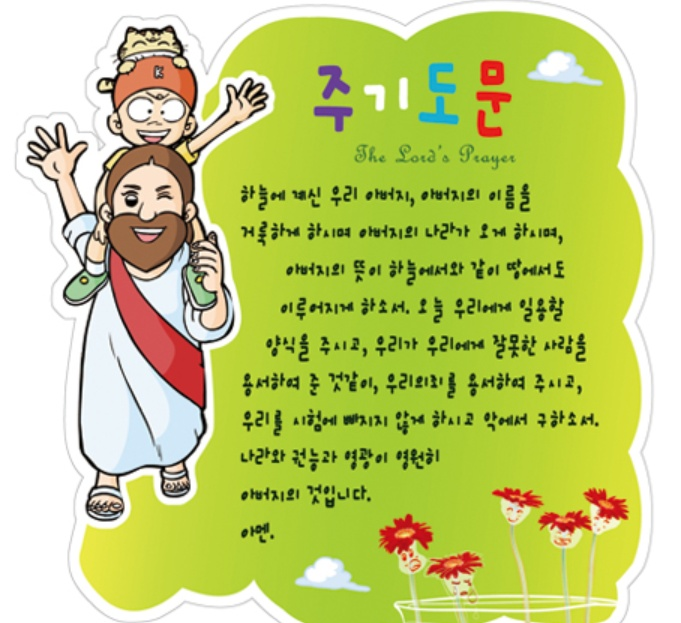 K
주기도문
The Lord's Prayer
하늘에 계신 우리 아버지, 아버지의 이름을
거룩하게 하시며 아버지의 나라가 오게 하시며,
아버지의 뜻이 하늘에서와 같이 땅에서도
이루어지게 하소서. 오늘 우리에게 일용할
양식을 주시고, 우리가 우리에게 잘못한 사람을
용서하여 준 것같이, 우리의죄를 용서하여 주시고,
우리를 시험에 빠지지 않게 하시고 악에서 구하소서.
나라와 권능과 영광이 영원히
아버지의 것입니다.
아멘.